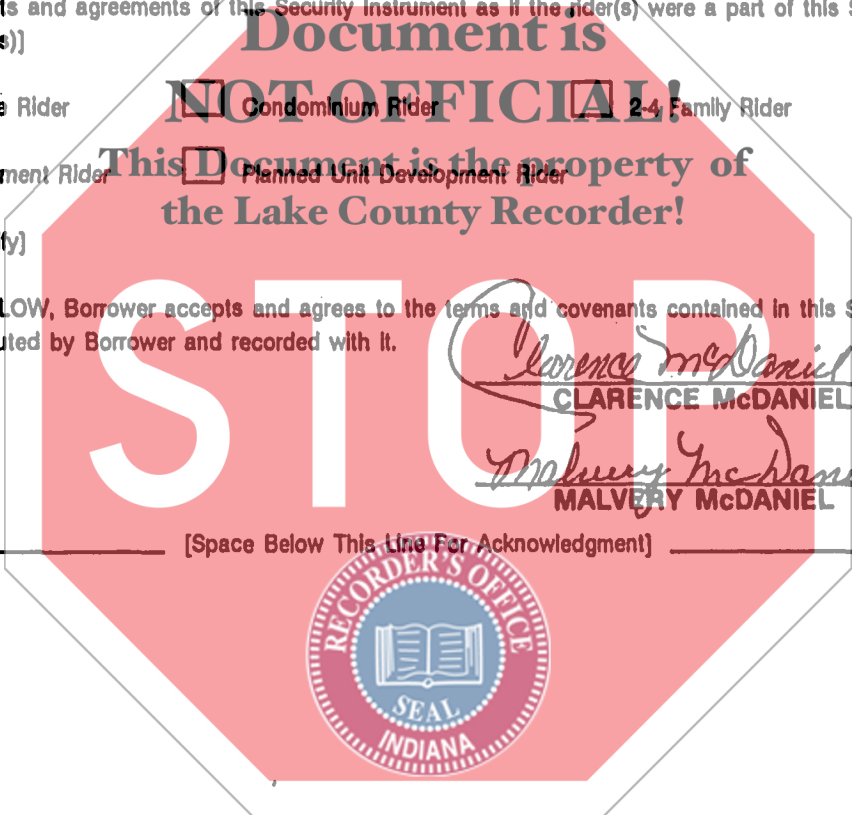 ts and agreements of this Security Instrument as if the rider(s) were a part of this S
s)]
Document is
NOT OFFICIAL!
e Rider Condominium Rider 2-4 Family Rider
This Document is the property of
ment Rider Planned Unit Development Rider
the Lake County Recorder!
fy]
LOW, Borrower accepts and agrees to the terms and covenants contained in this S
uted by Borrower and recorded with it.
STOP
Clarence McDaniel
CLARENCE McDANIEL
Malvery McDani
MALVERY McDANIEL
[Space Below This Line For Acknowledgment]
RECORDER'S OFFICE
SEAL
INDIANA